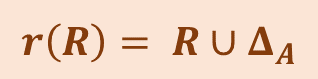 r(R) = R ∪ Δ_A